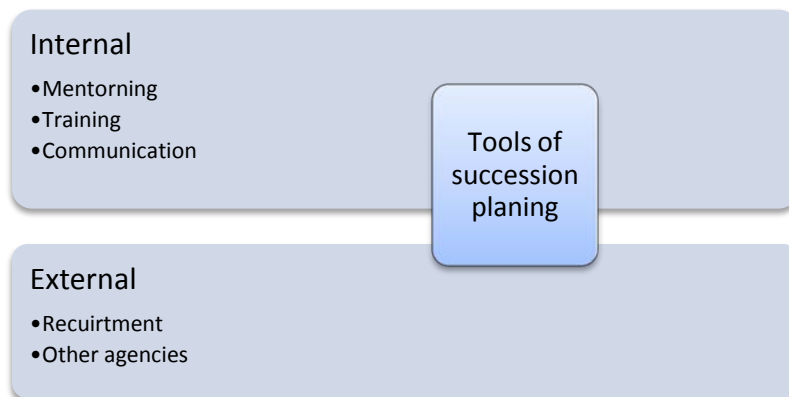 Internal
•Mentorning
•Training
•Communication
Tools of
succession
planing
External
•Recuirtment
•Other agencies